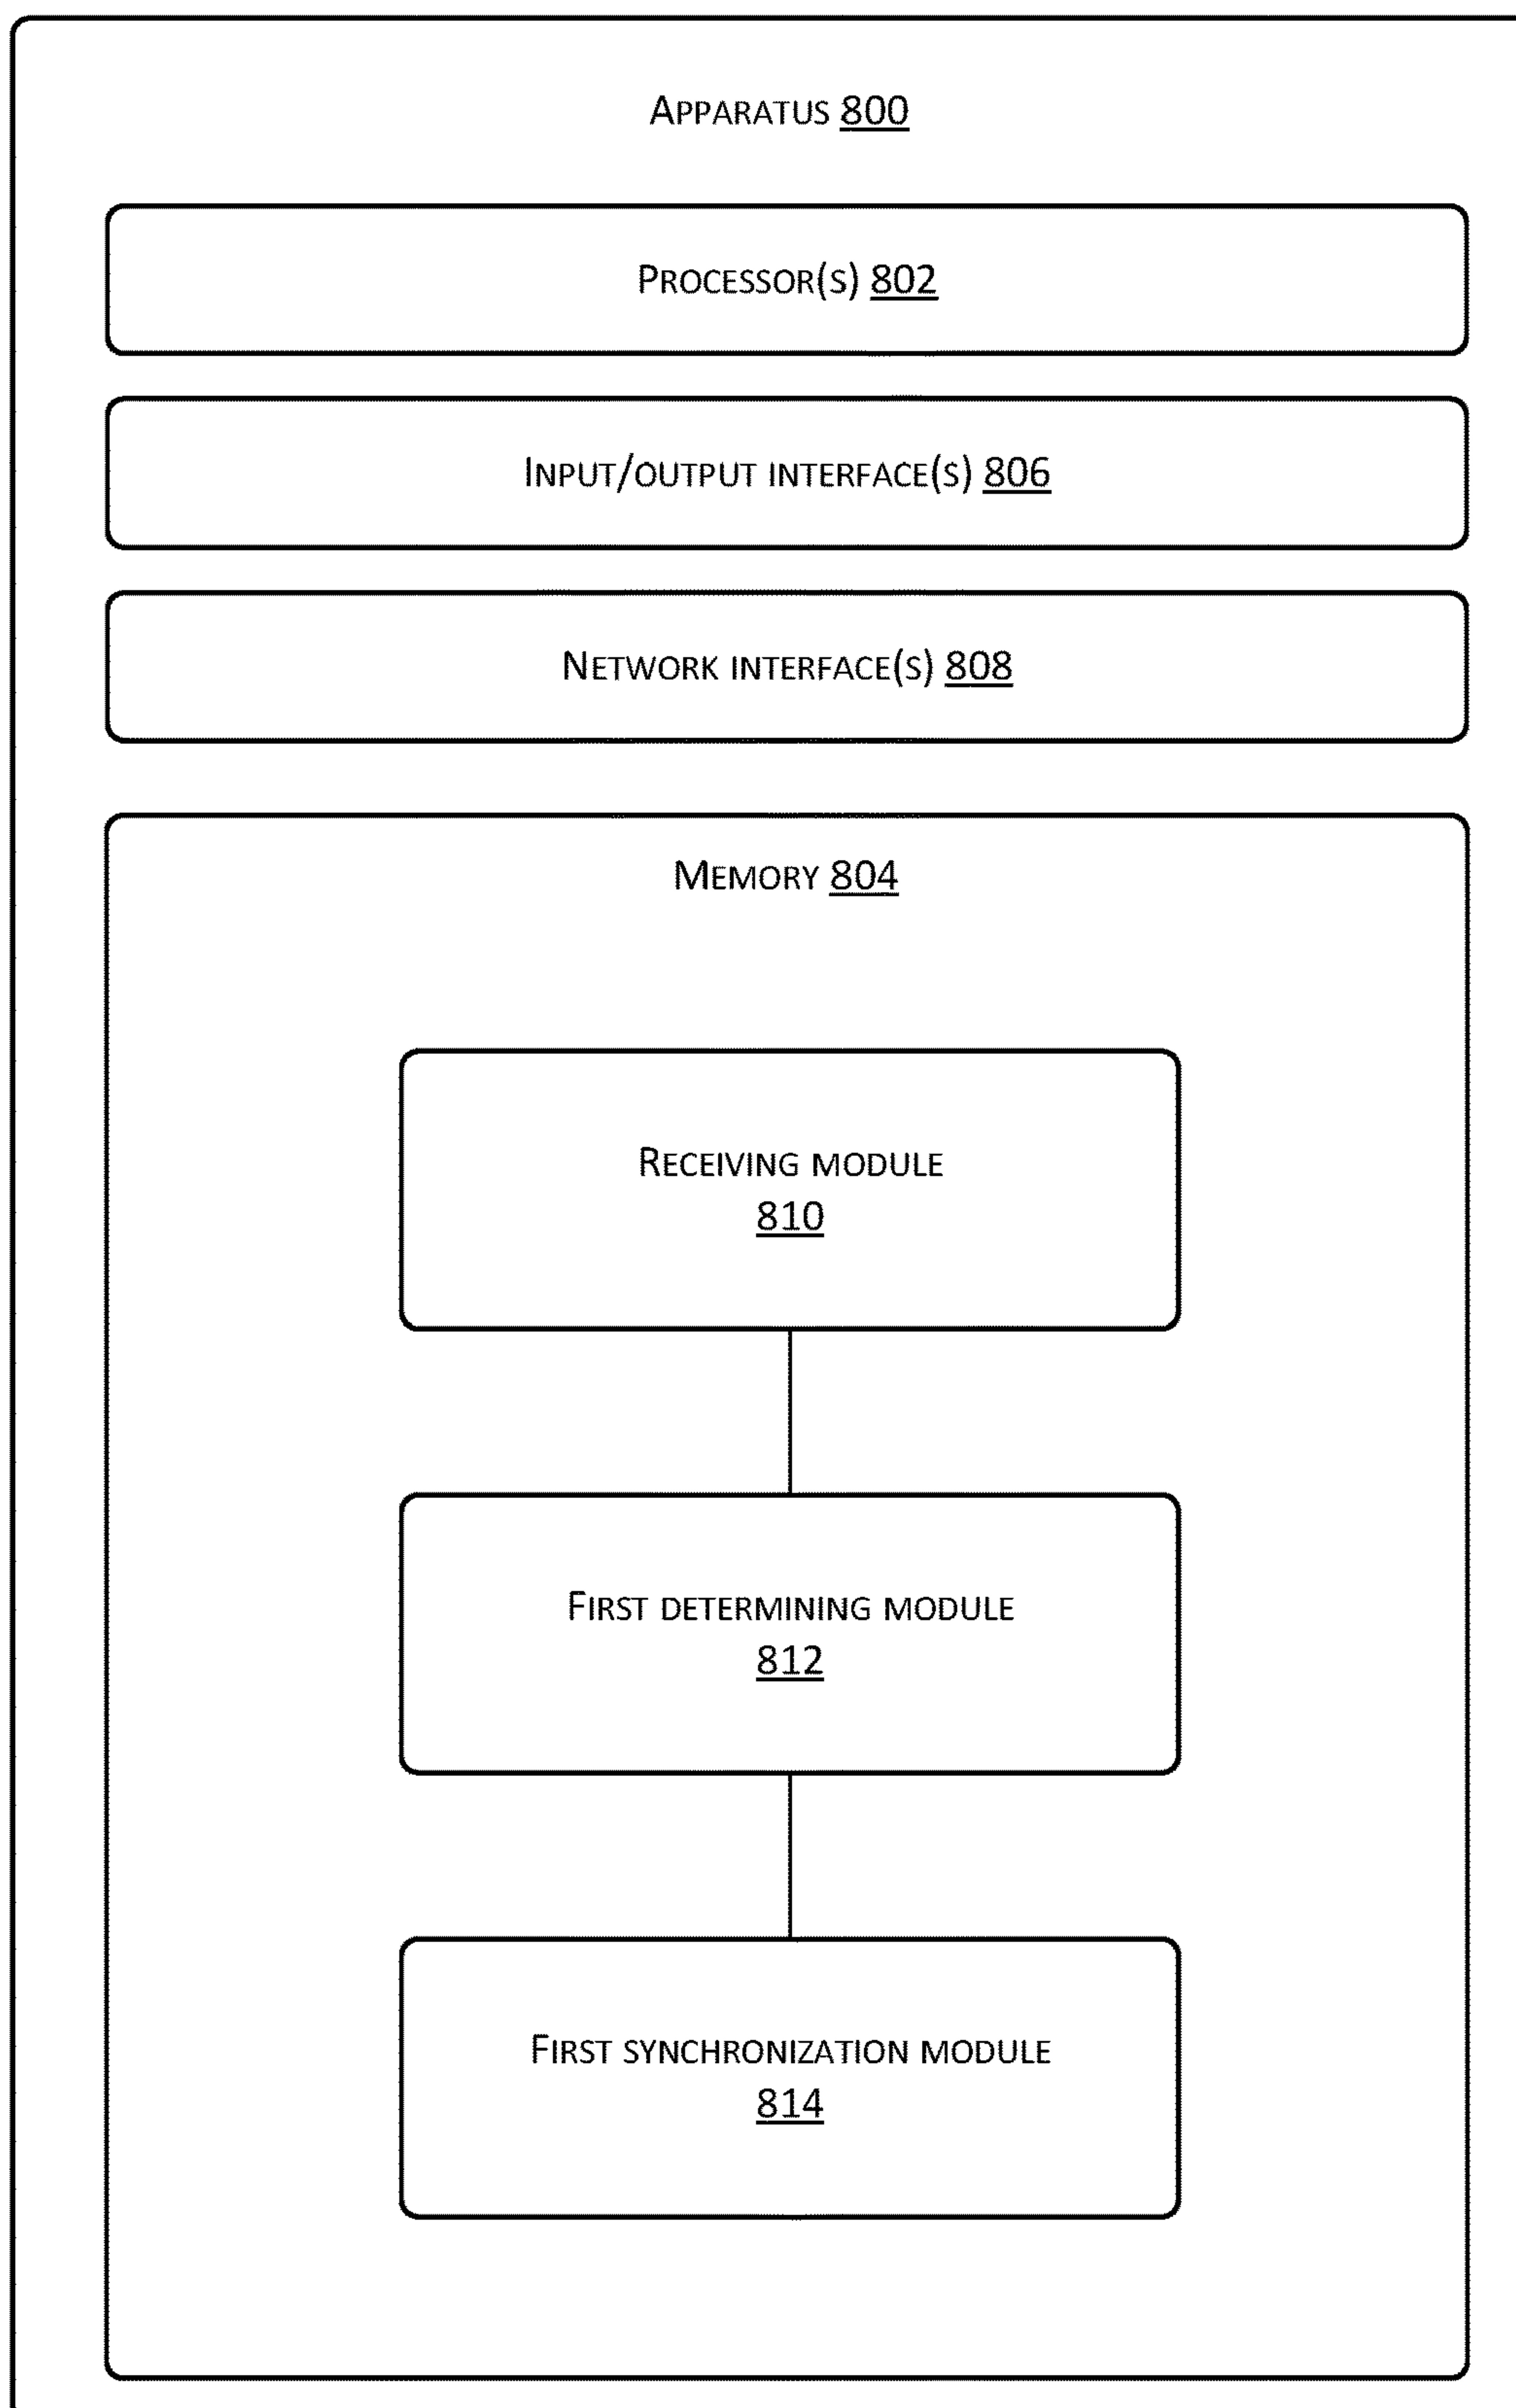 APPARATUS 800
PROCESSOR(S) 802
INPUT/OUTPUT INTERFACE(S) 806
NETWORK INTERFACE(S) 808
MEMORY 804
RECEIVING MODULE
810
FIRST DETERMINING MODULE
812
FIRST SYNCHRONIZATION MODULE
814